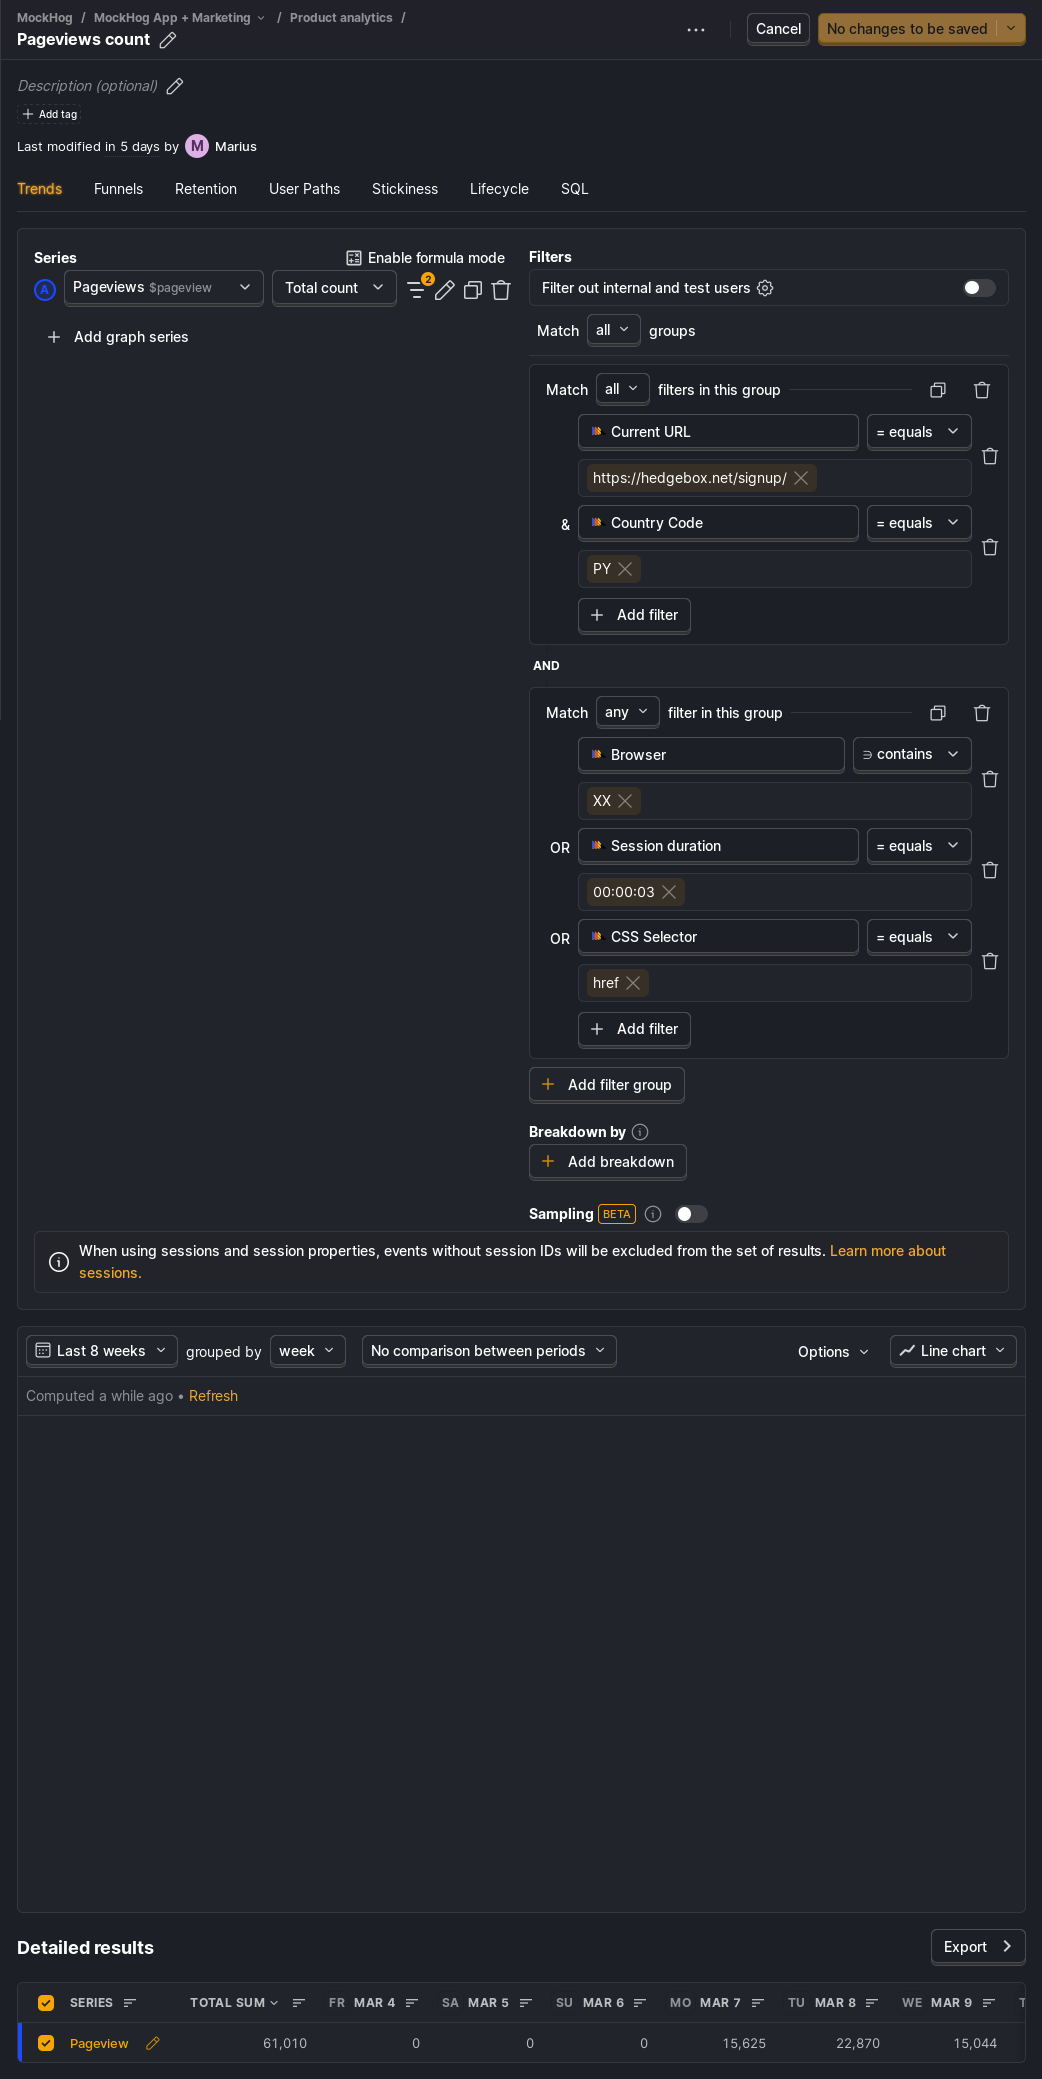 MockHog / MockHog App + Marketing / Product analytics /
Pageviews count
Cancel
No changes to be saved
Description (optional)
Add tag
Last modified in 5 days by M Marius
Trends Funnels Retention User Paths Stickiness Lifecycle SQL
Series
Enable formula mode
A Pageviews $pageview
Total count
2
Add graph series
Filters
Filter out internal and test users
Match all groups
Match all filters in this group
Current URL = equals
https://hedgebox.net/signup/
& Country Code = equals
PY
Add filter
AND
Match any filter in this group
Browser ∋ contains
XX
OR Session duration = equals
00:00:03
OR CSS Selector = equals
href
Add filter
Add filter group
Breakdown by
Add breakdown
Sampling BETA
When using sessions and session properties, events without session IDs will be excluded from the set of results. Learn more about
sessions.
Last 8 weeks grouped by week No comparison between periods Options Line chart
Computed a while ago • Refresh
Detailed results
Export
SERIES TOTAL SUM FR MAR 4 SA MAR 5 SU MAR 6 MO MAR 7 TU MAR 8 WE MAR 9 T
Pageview 61,010 0 0 0 15,625 22,870 15,044